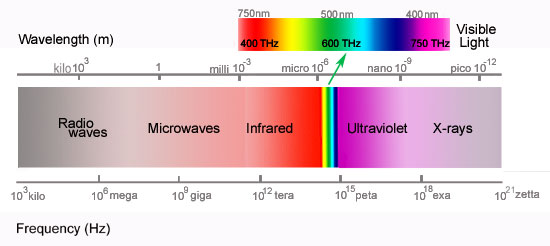 750nm 500nm 400nm
Wavelength (m) 400 THz 600 THz 750 THz Visible Light
kilo10³ 1 milli 10⁻³ micro 10⁻⁶ nano 10⁻⁹ pico 10⁻¹²
Radio waves Microwaves Infrared Ultraviolet X-rays
10³kilo 10⁶mega 10⁹giga 10¹²tera 10¹⁵peta 10¹⁸exa 10²¹zetta
Frequency (Hz)